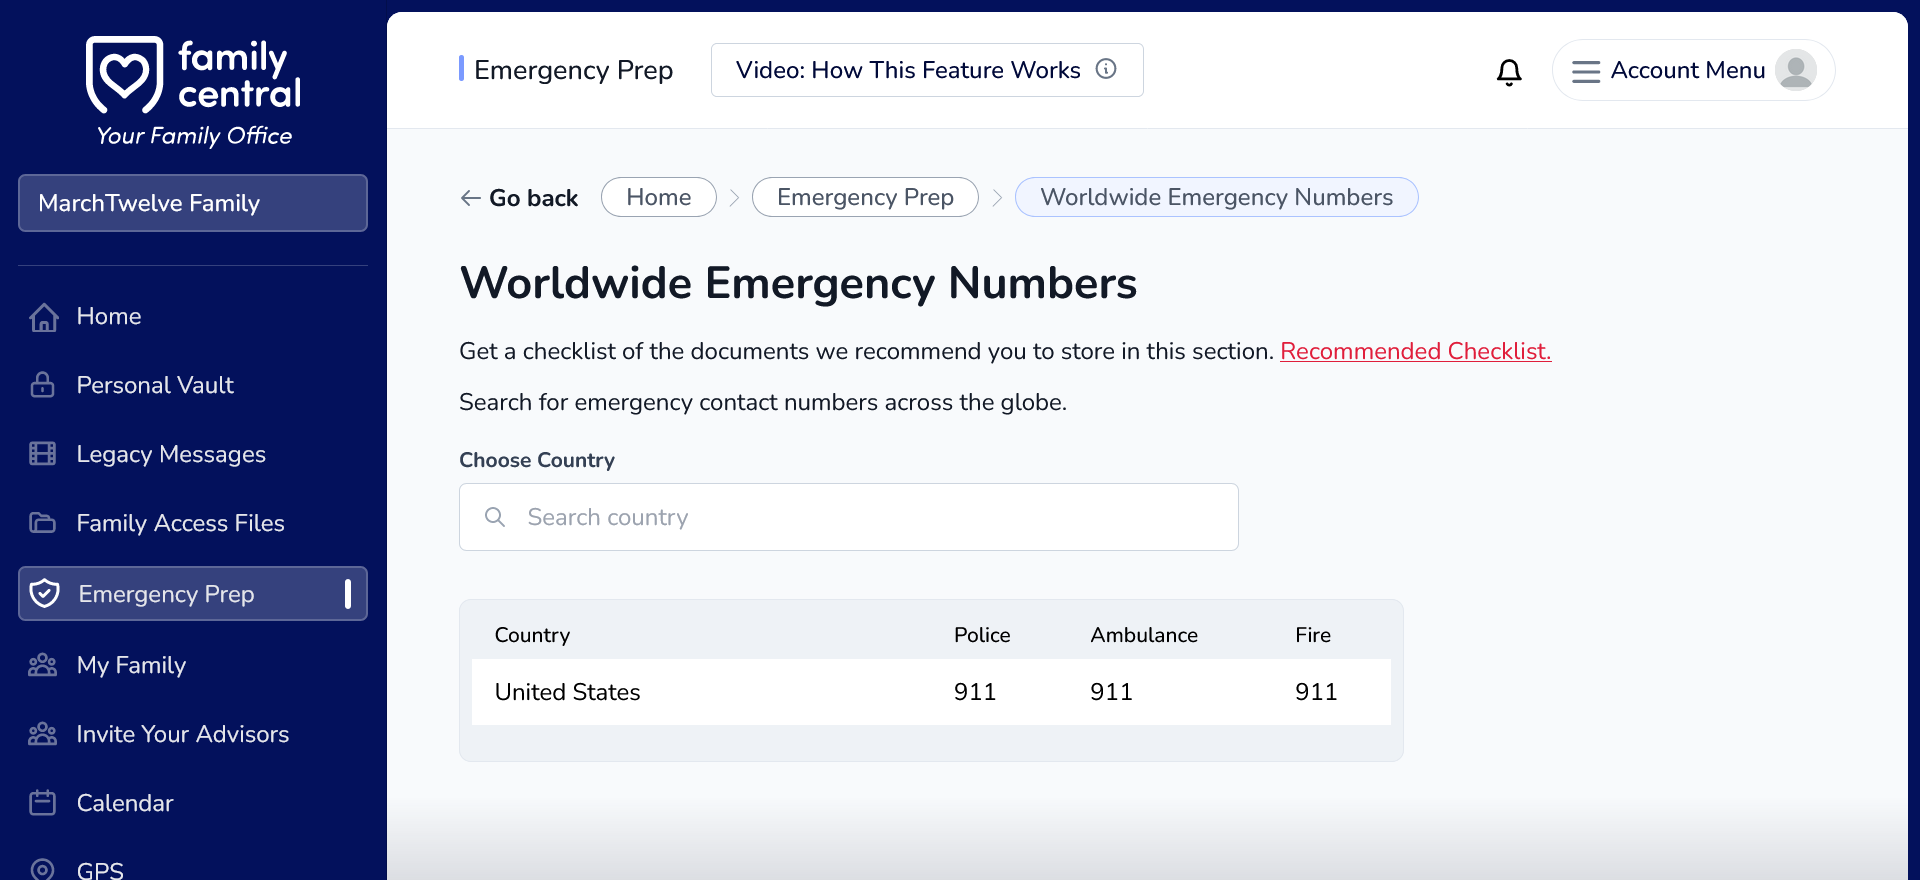 family
central
Your Family Office
MarchTwelve Family
Home
Personal Vault
Legacy Messages
Family Access Files
Emergency Prep
My Family
Invite Your Advisors
Calendar
GPS
Emergency Prep
Video: How This Feature Works
Account Menu
Go back Home Emergency Prep Worldwide Emergency Numbers
Worldwide Emergency Numbers
Get a checklist of the documents we recommend you to store in this section. Recommended Checklist.
Search for emergency contact numbers across the globe.
Choose Country
Search country
Country Police Ambulance Fire
United States 911 911 911